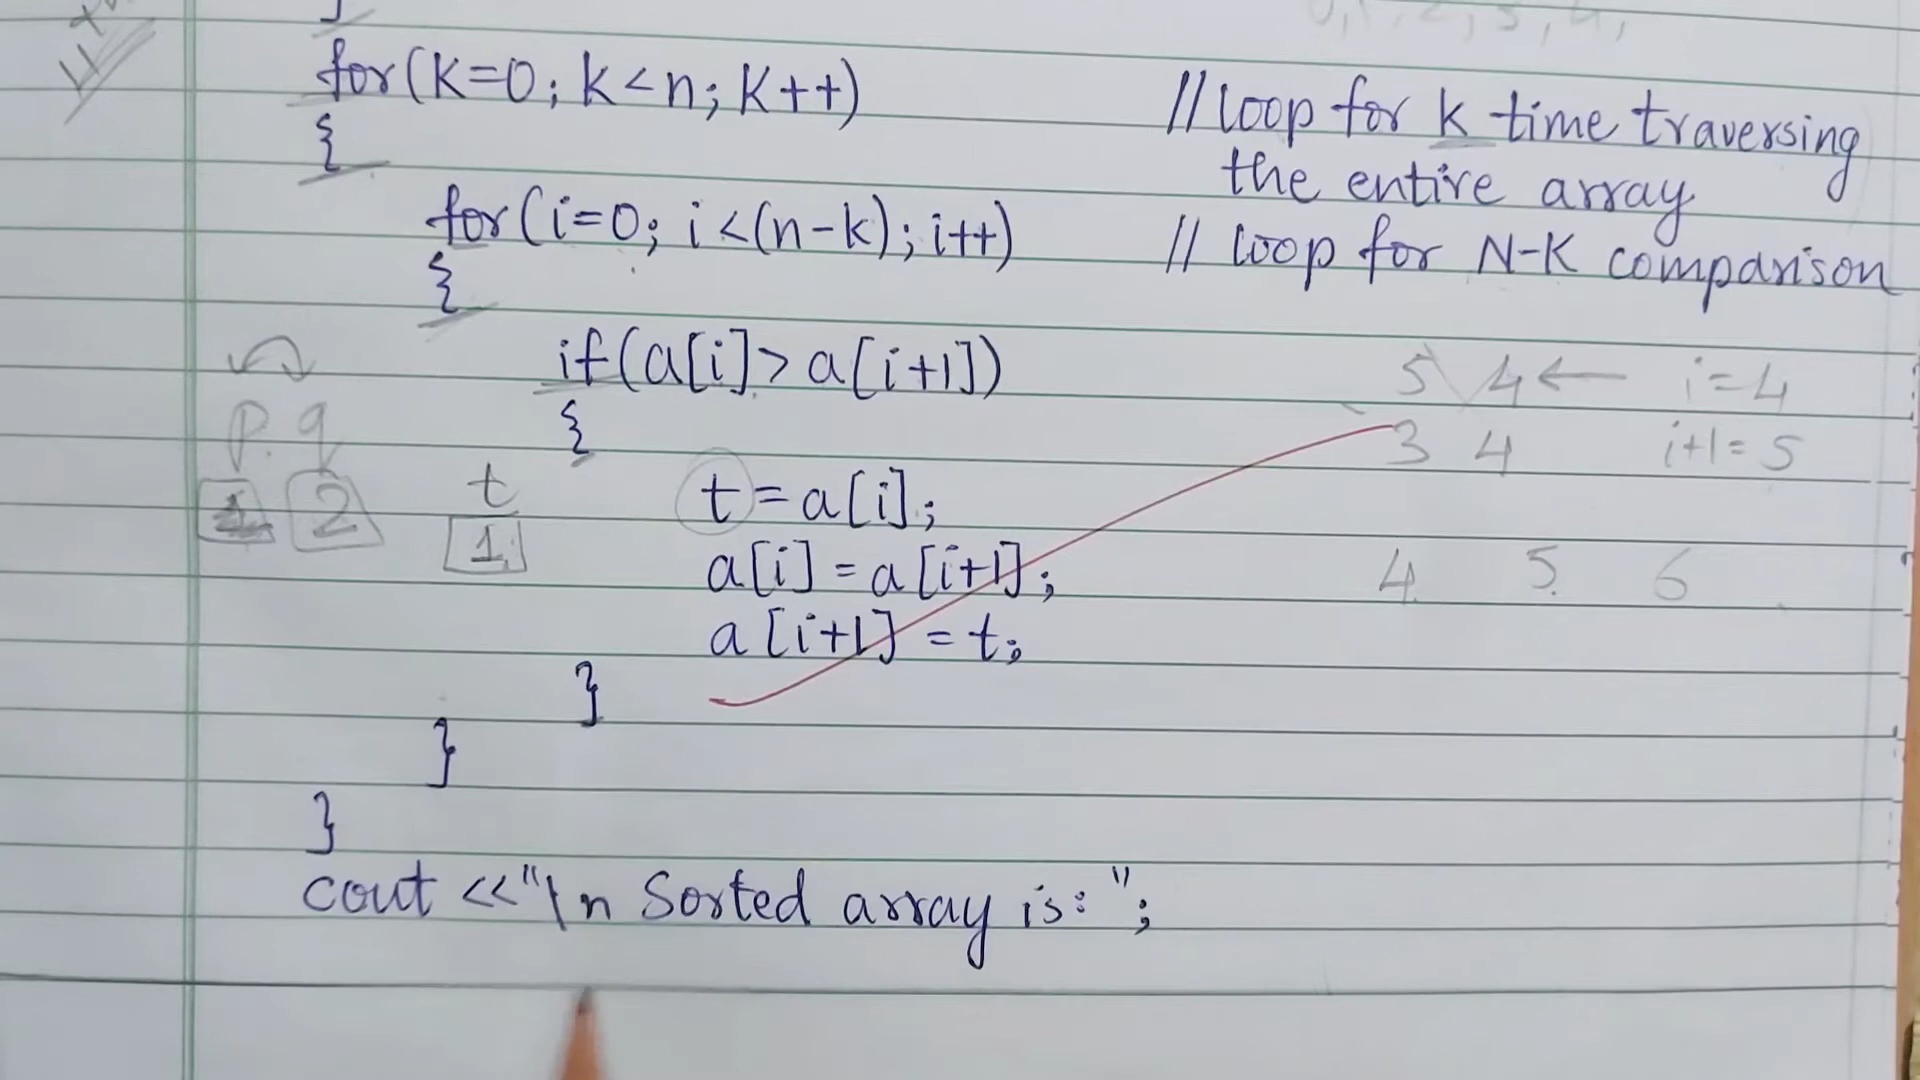 for(K=0; k<n; K++) //loop for k time traversing
{ the entire array
for(i=0; i<(n-k); i++) // loop for N-K comparison
{
if(a[i]>a[i+1]) 5 4 ← i=4
{ 3 4 i+1=5
p q
2 t t=a[i];
1 a[i]=a[i+1]; 4 5 6
a[i+1]=t;
}
}
}
cout <<"\n Sorted array is: ";